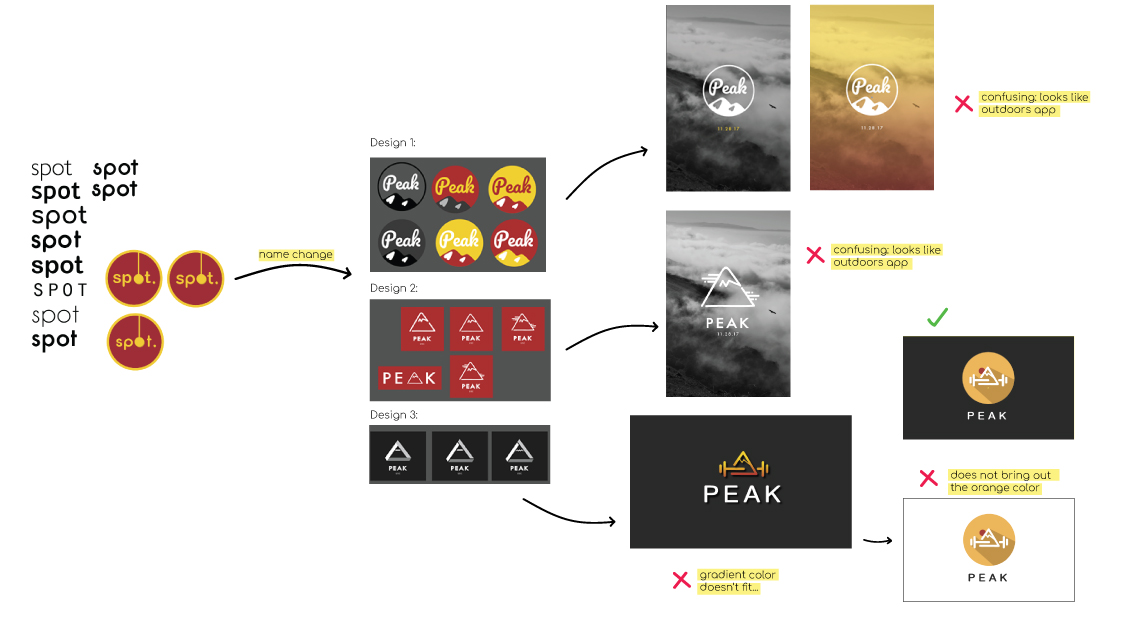 spot
spot
spot
spot
spot
spot
spot
SPOT
spot
spot
spot.
spot.
spot.
name change
Design 1:
Peak
Peak
Peak
Peak
Peak
Peak
Design 2:
PEAK
PEAK
PEAK
PEAK
PEAK
Design 3:
PEAK
PEAK
PEAK
Peak
11.20.17
Peak
11.20.17
confusing: looks like
outdoors app
PEAK
11.20.17
confusing: looks like
outdoors app
PEAK
gradient color
doesn't fit...
PEAK
does not bring out
the orange color
PEAK